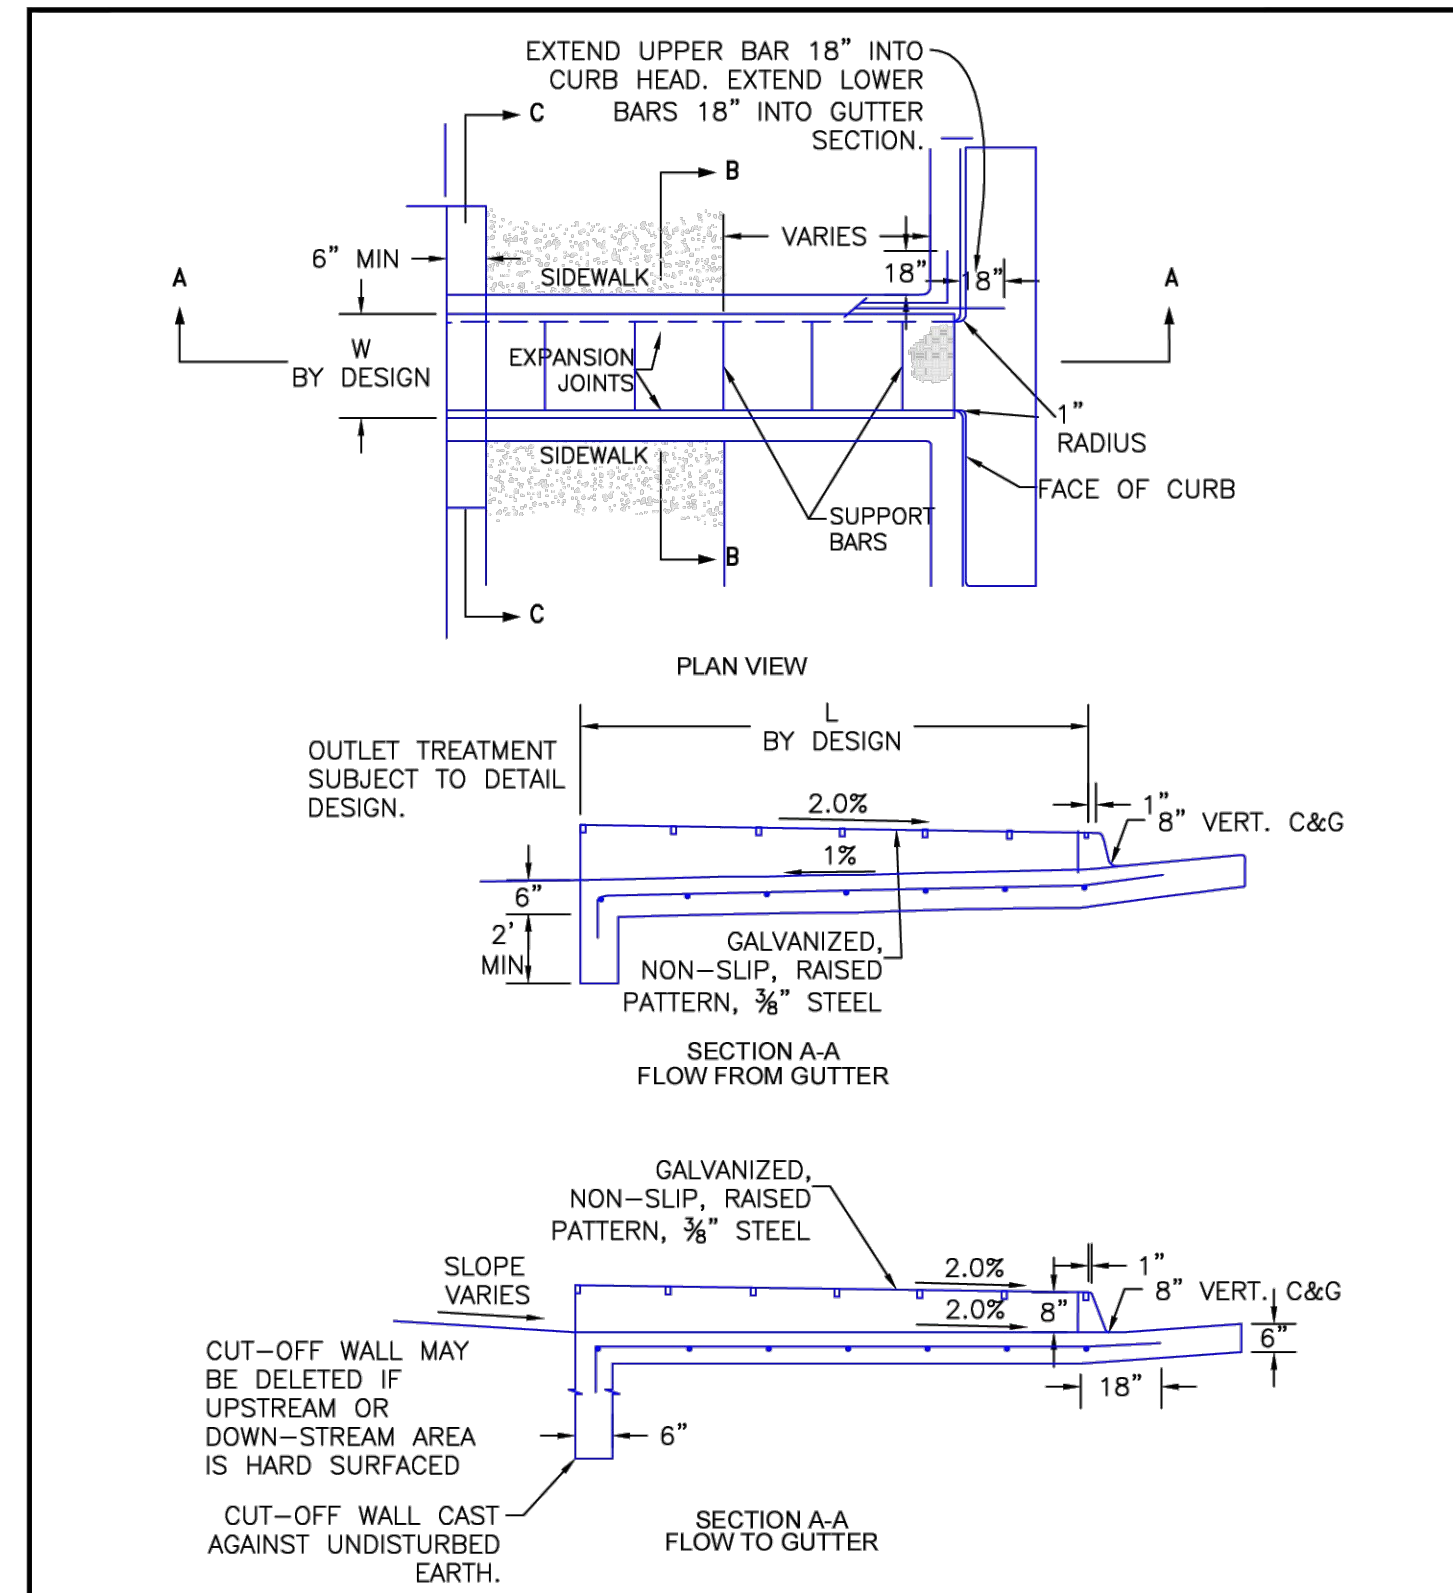 EXTEND UPPER BAR 18” INTO
CURB HEAD. EXTEND LOWER
BARS 18” INTO GUTTER
SECTION.
C
B
VARIES
6” MIN
SIDEWALK
18”
18”
A
A
W
BY DESIGN
EXPANSION
JOINTS
1”
RADIUS
SIDEWALK
FACE OF CURB
SUPPORT
BARS
B
C
PLAN VIEW
L
BY DESIGN
OUTLET TREATMENT
SUBJECT TO DETAIL
DESIGN.
2.0%
1”
8” VERT. C&G
1%
6”
2'
MIN
GALVANIZED,
NON-SLIP, RAISED
PATTERN, ⅜” STEEL
SECTION A-A
FLOW FROM GUTTER
GALVANIZED,
NON-SLIP, RAISED
PATTERN, ⅜” STEEL
SLOPE
VARIES
2.0%
1”
8” VERT. C&G
2.0%
8”
6”
CUT-OFF WALL MAY
BE DELETED IF
UPSTREAM OR
DOWN-STREAM AREA
IS HARD SURFACED
18”
6”
CUT-OFF WALL CAST
AGAINST UNDISTURBED
EARTH.
SECTION A-A
FLOW TO GUTTER